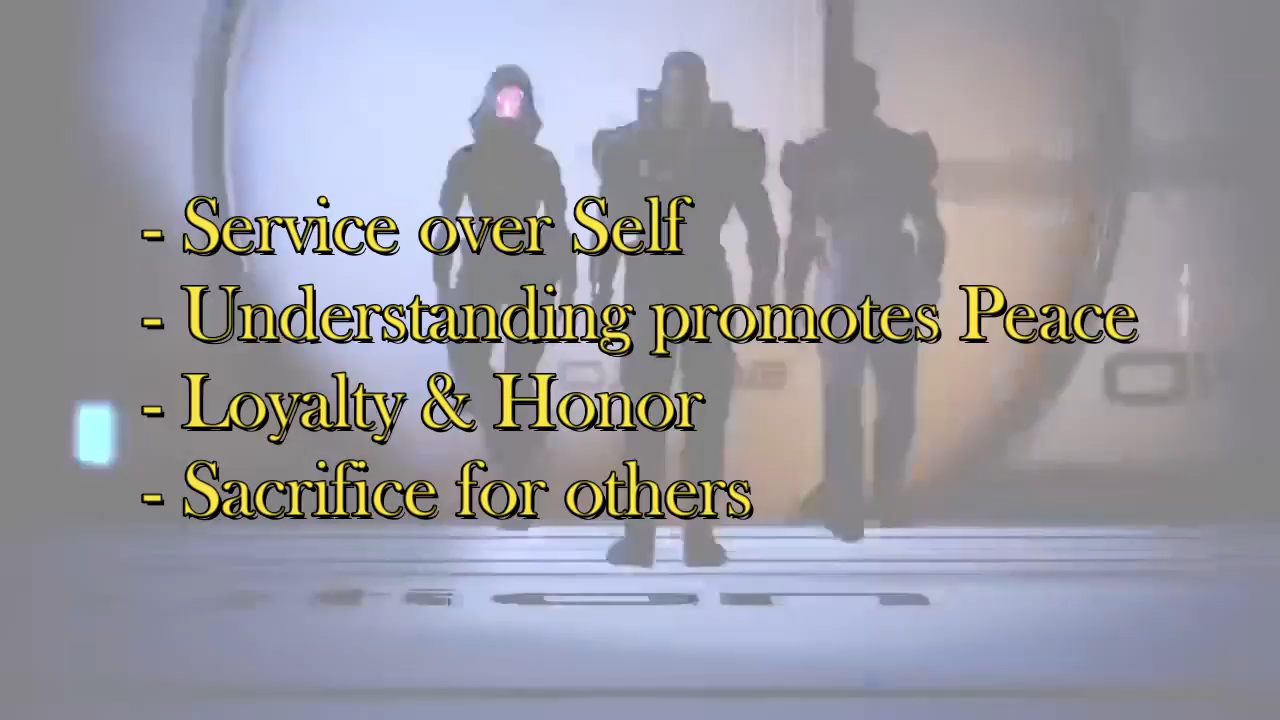 - Service over Self
- Understanding promotes Peace
- Loyalty & Honor
- Sacrifice for others